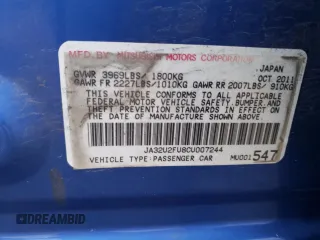 MFD. BY MITSUBISHI MOTORS CORPORATION
JAPAN
GVWR 3969LBS/ 1800KG OCT 2011
GAWR FR 2227LBS/1010KG GAWR RR 2007LBS/ 910KG
THIS VEHICLE CONFORMS TO ALL APPLICABLE
FEDERAL MOTOR VEHICLE SAFETY,BUMPER,AND
THEFT PREVENTION STANDARDS IN EFFECT ON
THE DATE OF MANUFACTURE SHOWN ABOVE.
JA32U2FU8CU007244
VEHICLE TYPE:PASSENGER CAR MU001547
© DREAMBID